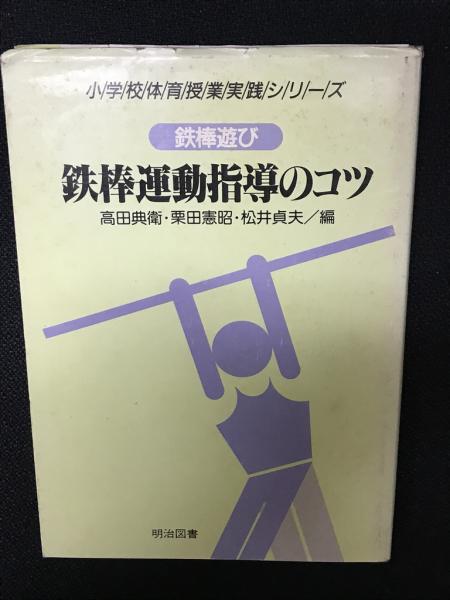 小/学/校/体/育/授/業/実/践/シ/リ/ー/ズ
鉄棒遊び
鉄棒運動指導のコツ
高田典衛・栗田憲昭・松井貞夫/編
明治図書